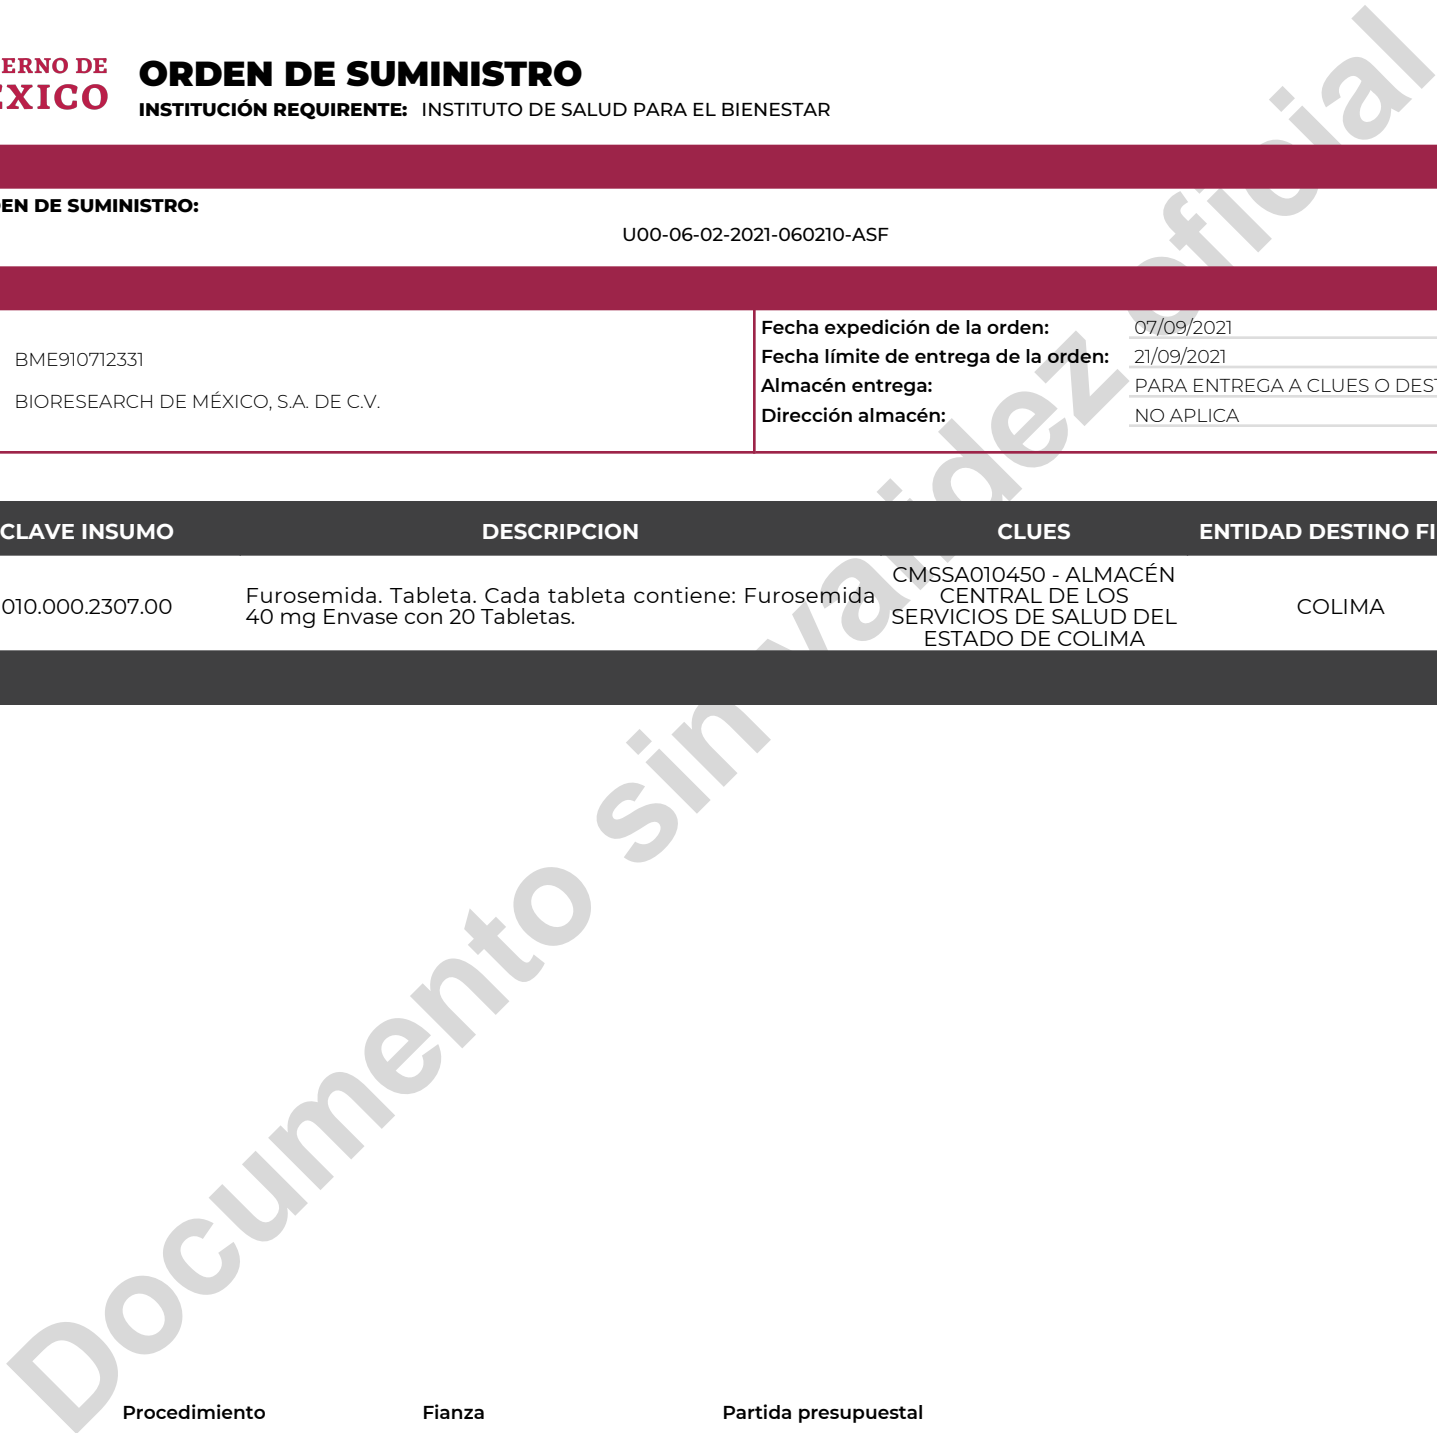 ERNO DE
ÉXICO
ORDEN DE SUMINISTRO
INSTITUCIÓN REQUIRENTE: INSTITUTO DE SALUD PARA EL BIENESTAR
EN DE SUMINISTRO:
U00-06-02-2021-060210-ASF
BME910712331
BIORESEARCH DE MÉXICO, S.A. DE C.V.
Fecha expedición de la orden: 07/09/2021
Fecha límite de entrega de la orden: 21/09/2021
Almacén entrega: PARA ENTREGA A CLUES O DEST
Dirección almacén: NO APLICA
CLAVE INSUMO DESCRIPCION CLUES ENTIDAD DESTINO FI
010.000.2307.00
Furosemida. Tableta. Cada tableta contiene: Furosemida
40 mg Envase con 20 Tabletas.
CMSSA010450 - ALMACÉN
CENTRAL DE LOS
SERVICIOS DE SALUD DEL
ESTADO DE COLIMA
COLIMA
Documento sin validez oficial
Procedimiento Fianza Partida presupuestal